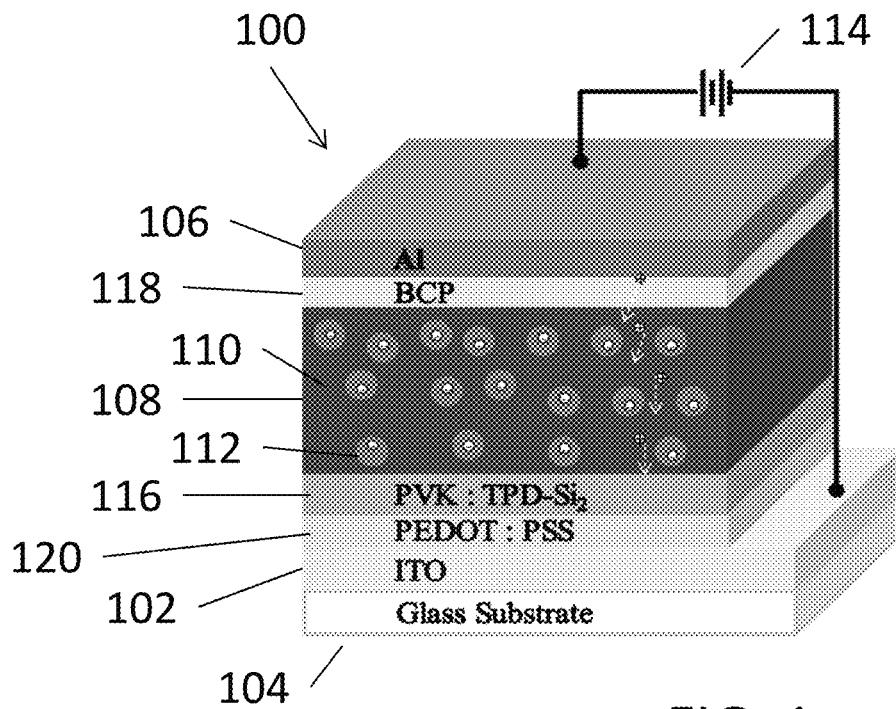 100
114
106
Al
118
BCP
110
108
112
116
PVK : TPD-Si2
PEDOT : PSS
120
ITO
102
Glass Substrate
104